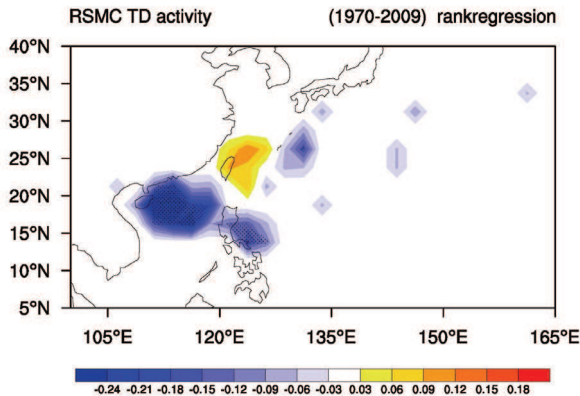 RSMC TD activity (1970-2009) rankregression
40°N
35°N
30°N
25°N
20°N
15°N
10°N
5°N
105°E 120°E 135°E 150°E 165°E
-0.24 -0.21 -0.18 -0.15 -0.12 -0.09 -0.06 -0.03 0.03 0.06 0.09 0.12 0.15 0.18